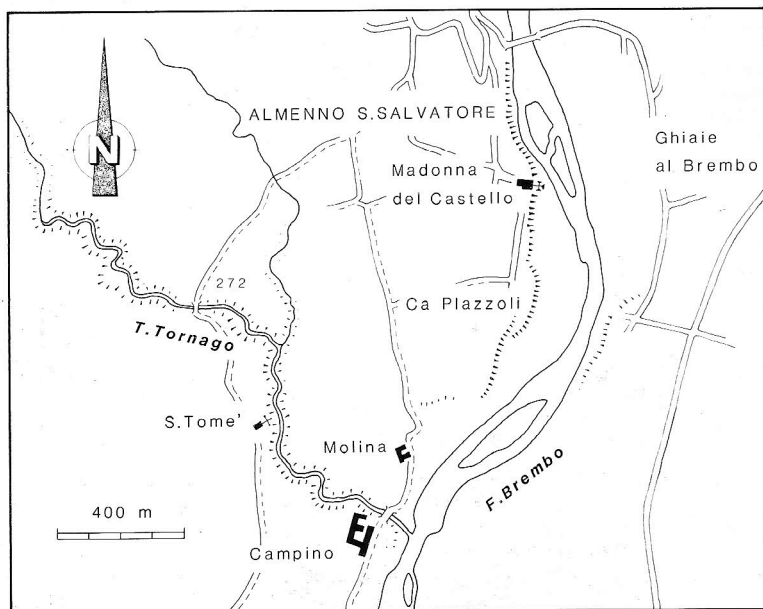 N
ALMENNO S.SALVATORE
Ghiaie
al Brembo
Madonna
del Castello
272
Ca Plazzoli
T.Tornago
S.Tome'
Molina
F.Brembo
400 m
Campino